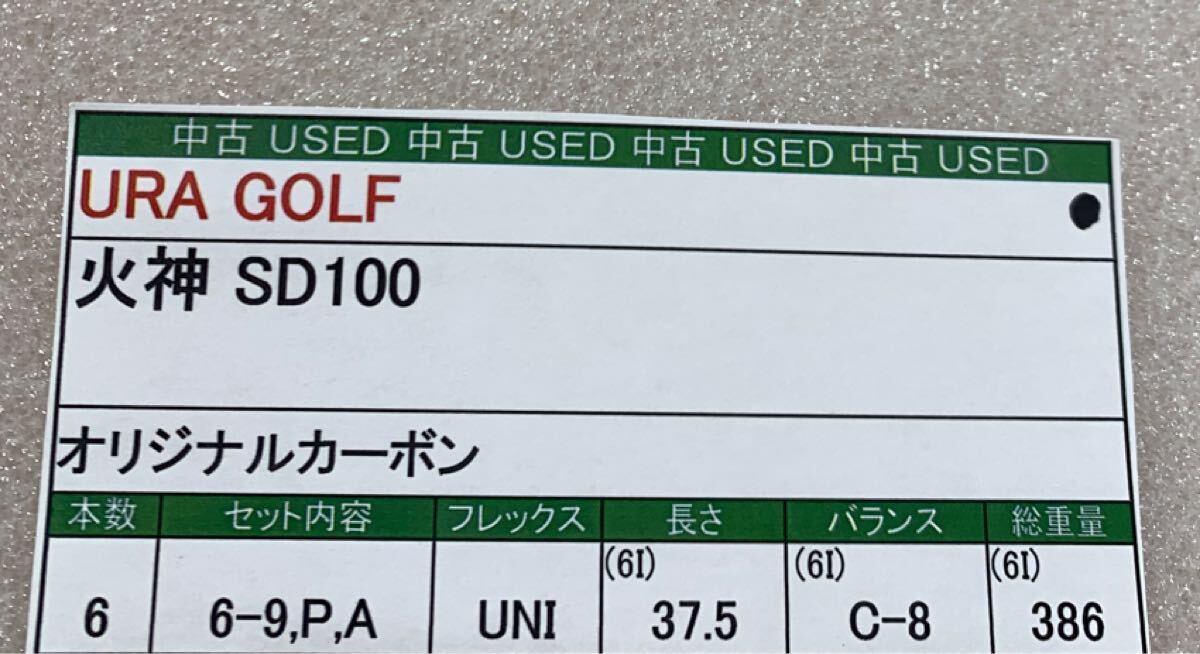 中古 USED 中古 USED 中古 USED 中古 USED
URA GOLF
火神 SD100
オリジナルカーボン
本数 セット内容 フレックス 長さ バランス 総重量
(6I) (6I) (6I)
6 6-9,P,A UNI 37.5 C-8 386